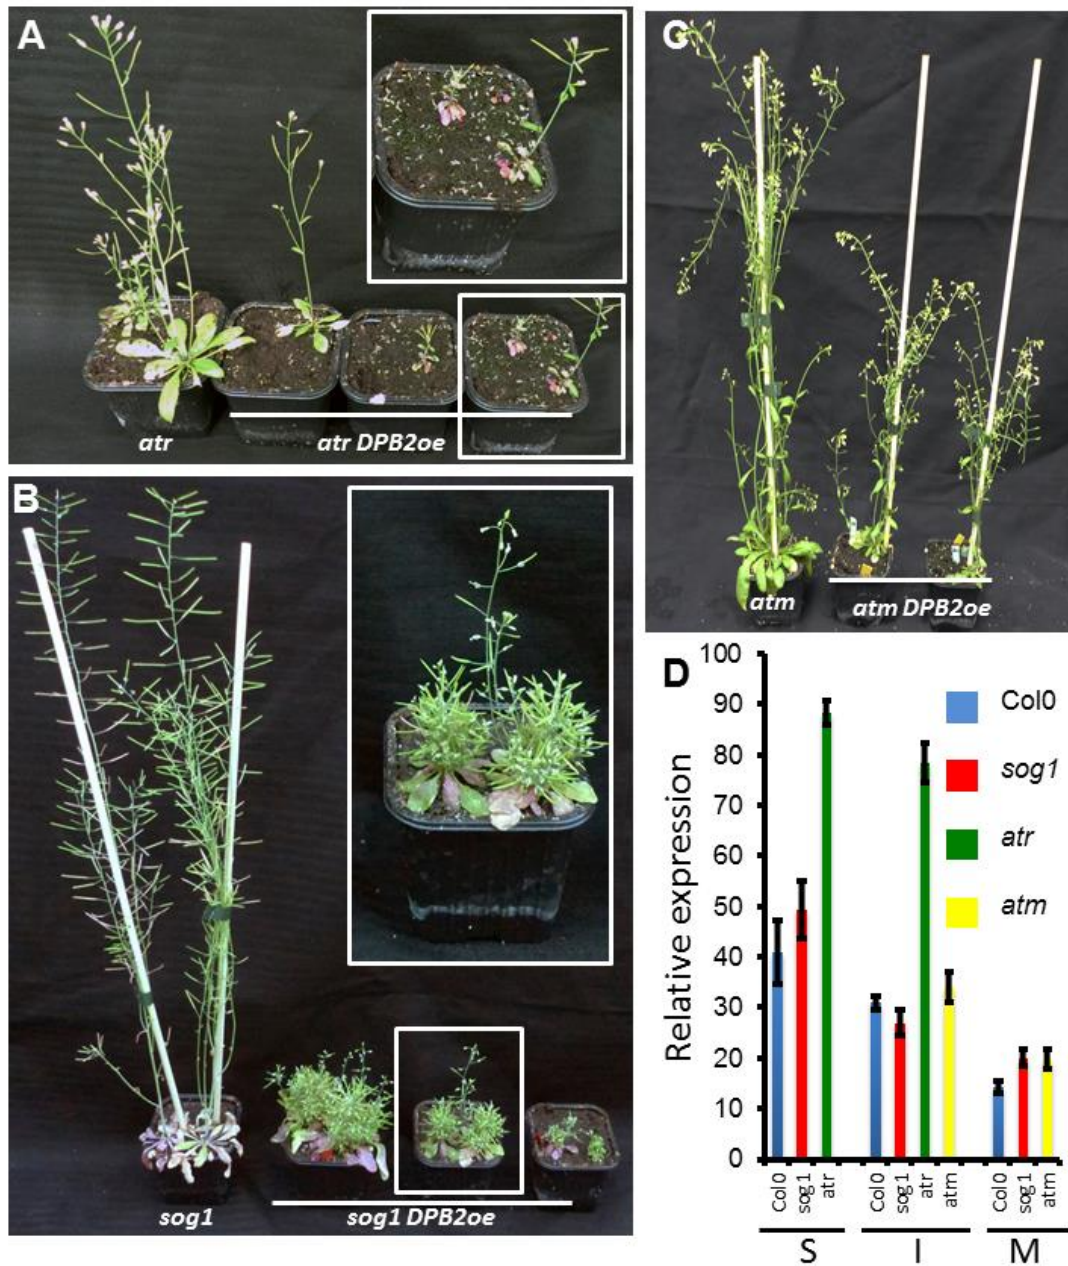 A
atr
atr DPB2oe
B
sog1
sog1 DPB2oe
C
atm
atm DPB2oe
D
Relative expression
100
90
80
70
60
50
40
30
20
10
0
Col0
sog1
atr
atm
Col0
sog1
atr
Col0
sog1
atr
atm
Col0
sog1
atm
S
I
M